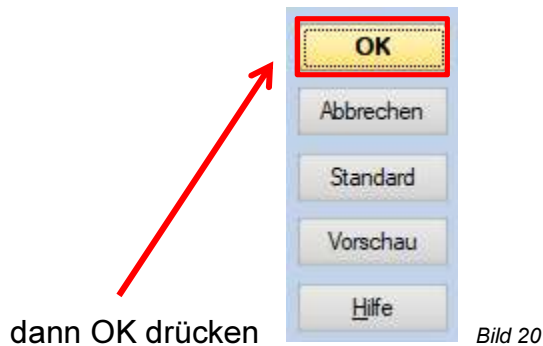 OK
Abbrechen
Standard
Vorschau
Hilfe
dann OK drücken
Bild 20